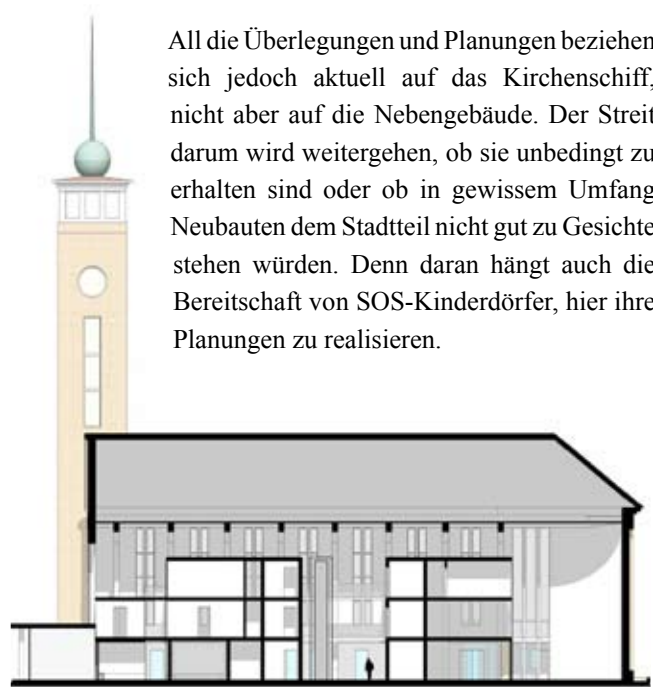 All die Überlegungen und Planungen beziehen
sich jedoch aktuell auf das Kirchenschiff,
nicht aber auf die Nebengebäude. Der Streit
darum wird weitergehen, ob sie unbedingt zu
erhalten sind oder ob in gewissem Umfang
Neubauten dem Stadtteil nicht gut zu Gesichte
stehen würden. Denn daran hängt auch die
Bereitschaft von SOS-Kinderdörfer, hier ihre
Planungen zu realisieren.